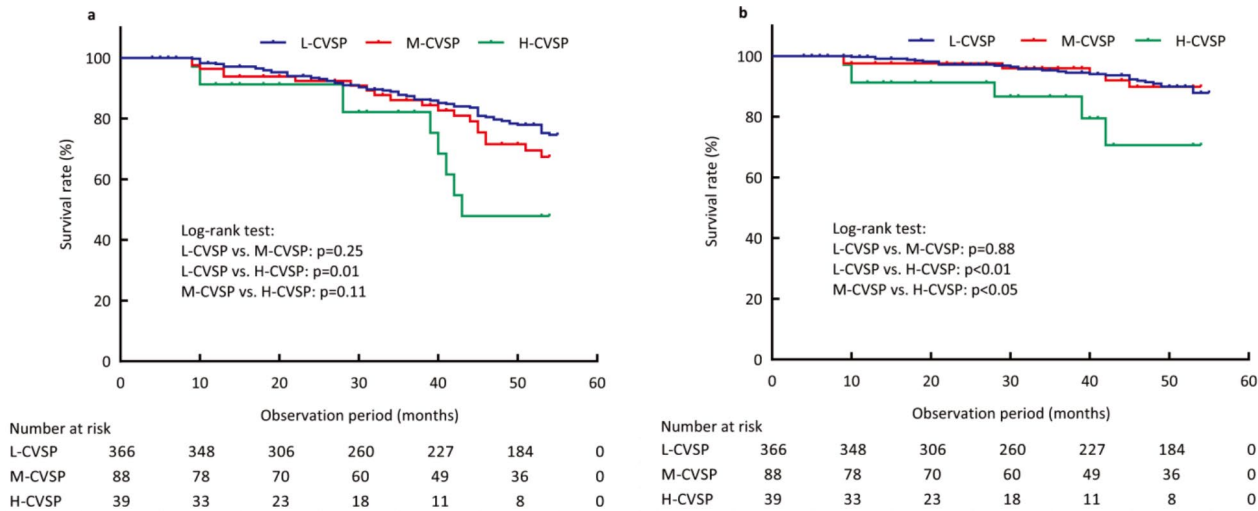 a
L-CVSP M-CVSP H-CVSP
100
80
60
40
20
0
Survival rate (%)
Log-rank test:
L-CVSP vs. M-CVSP: p=0.25
L-CVSP vs. H-CVSP: p=0.01
M-CVSP vs. H-CVSP: p=0.11
0 10 20 30 40 50 60
Observation period (months)
Number at risk
L-CVSP 366 348 306 260 227 184 0
M-CVSP 88 78 70 60 49 36 0
H-CVSP 39 33 23 18 11 8 0
b
L-CVSP M-CVSP H-CVSP
100
80
60
40
20
0
Survival rate (%)
Log-rank test:
L-CVSP vs. M-CVSP: p=0.88
L-CVSP vs. H-CVSP: p<0.01
M-CVSP vs. H-CVSP: p<0.05
0 10 20 30 40 50 60
Observation period (months)
Number at risk
L-CVSP 366 348 306 260 227 184 0
M-CVSP 88 78 70 60 49 36 0
H-CVSP 39 33 23 18 11 8 0